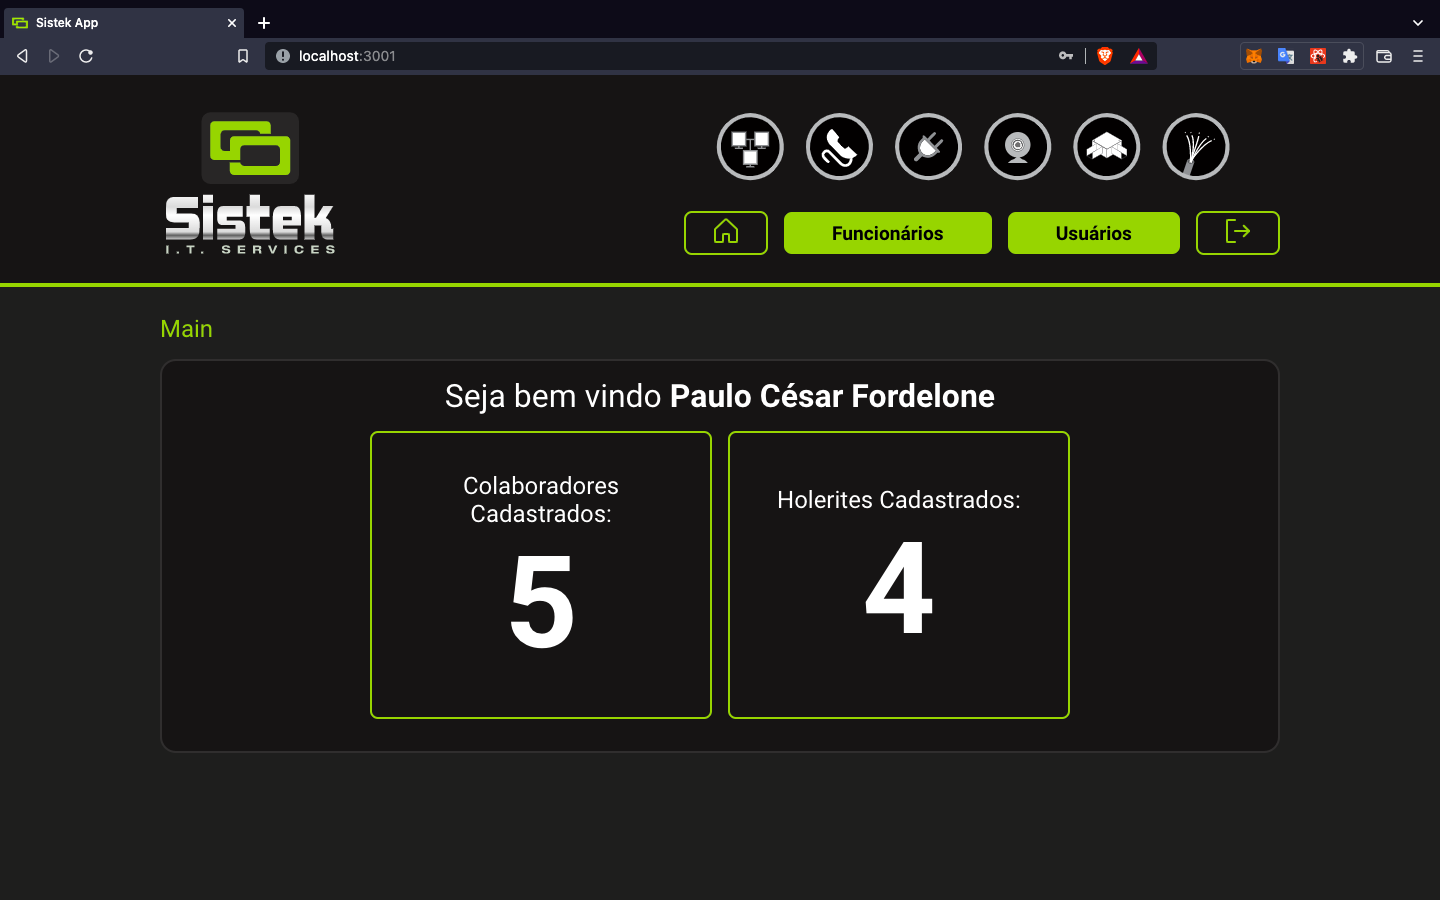 Sistek App
localhost:3001
Sistek
I.T. SERVICES
Funcionários
Usuários
Main
Seja bem vindo Paulo César Fordelone
Colaboradores
Cadastrados:
5
Holerites Cadastrados:
4